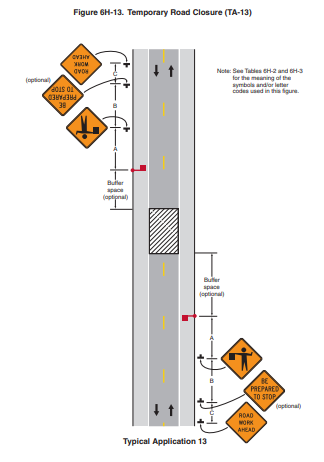 Figure 6H-13. Temporary Road Closure (TA-13)
ROAD
WORK
AHEAD
(optional)
BE
PREPARED
TO STOP
C
B
A
Buffer
space
(optional)
Note: See Tables 6H-2 and 6H-3
for the meaning of the
symbols and/or letter
codes used in this figure.
Buffer
space
(optional)
A
B
C
BE
PREPARED
TO STOP
(optional)
ROAD
WORK
AHEAD
Typical Application 13